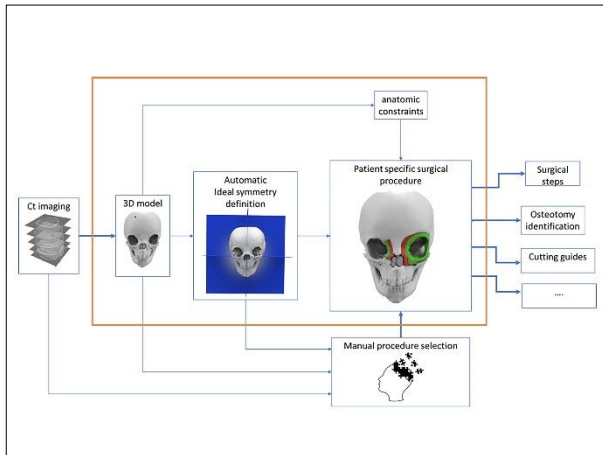 anatomic
constraints
Automatic
Ideal symmetry
definition
Patient specific surgical
procedure
Surgical
steps
Ct imaging
3D model
Osteotomy
identification
Cutting guides
....
Manual procedure selection